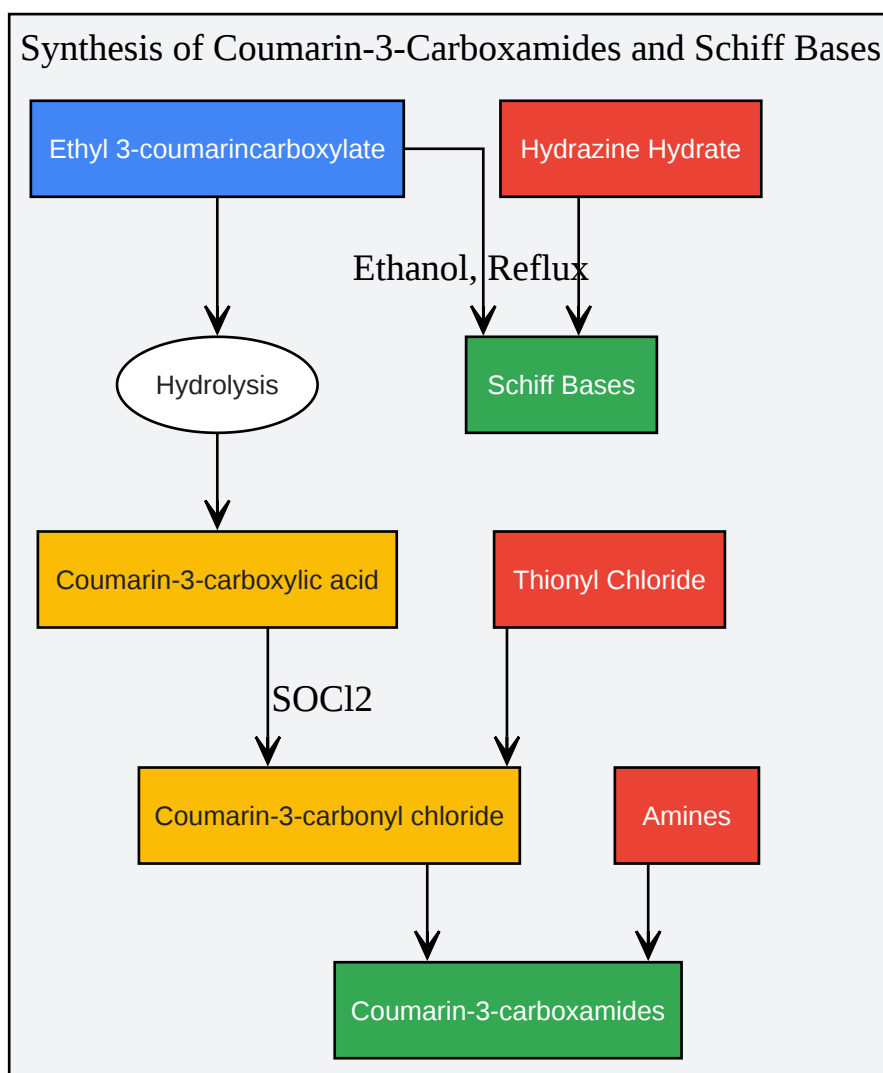 Synthesis of Coumarin-3-Carboxamides and Schiff Bases
Ethyl 3-coumarincarboxylate
Hydrazine Hydrate
Ethanol, Reflux
Hydrolysis
Schiff Bases
Coumarin-3-carboxylic acid
Thionyl Chloride
SOCl2
Coumarin-3-carbonyl chloride
Amines
Coumarin-3-carboxamides